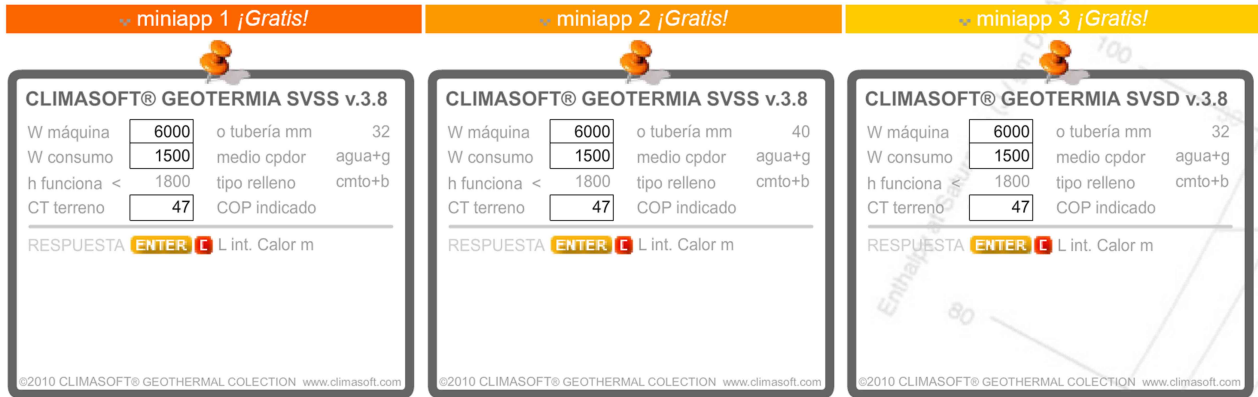 miniapp 1 ¡Gratis!
CLIMASOFT® GEOTERMIA SVSS v.3.8
W máquina 6000 o tubería mm 32
W consumo 1500 medio cpdor agua+g
h funciona < 1800 tipo relleno cmto+b
CT terreno 47 COP indicado
RESPUESTA ENTER C L int. Calor m
©2010 CLIMASOFT® GEOTHERMAL COLECTION www.climasoft.com
miniapp 2 ¡Gratis!
CLIMASOFT® GEOTERMIA SVSS v.3.8
W máquina 6000 o tubería mm 40
W consumo 1500 medio cpdor agua+g
h funciona < 1800 tipo relleno cmto+b
CT terreno 47 COP indicado
RESPUESTA ENTER C L int. Calor m
©2010 CLIMASOFT® GEOTHERMAL COLECTION www.climasoft.com
miniapp 3 ¡Gratis!
CLIMASOFT® GEOTERMIA SVSD v.3.8
W máquina 6000 o tubería mm 32
W consumo 1500 medio cpdor agua+g
h funciona < 1800 tipo relleno cmto+b
CT terreno 47 COP indicado
RESPUESTA ENTER C L int. Calor m
©2010 CLIMASOFT® GEOTHERMAL COLECTION www.climasoft.com
Enthalpy at Saturation
80
100